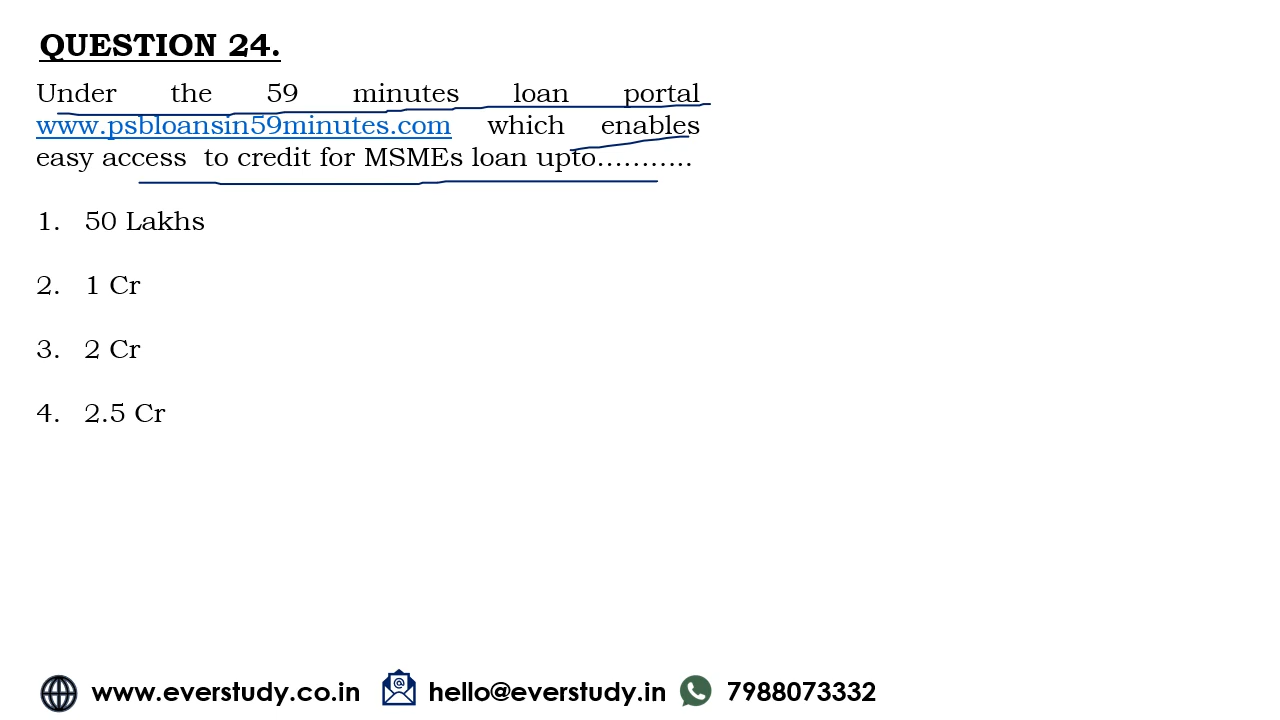 QUESTION 24.
Under the 59 minutes loan portal
www.psbloansin59minutes.com which enables
easy access to credit for MSMEs loan upto...........
1. 50 Lakhs
2. 1 Cr
3. 2 Cr
4. 2.5 Cr
www.everstudy.co.in hello@everstudy.in 7988073332